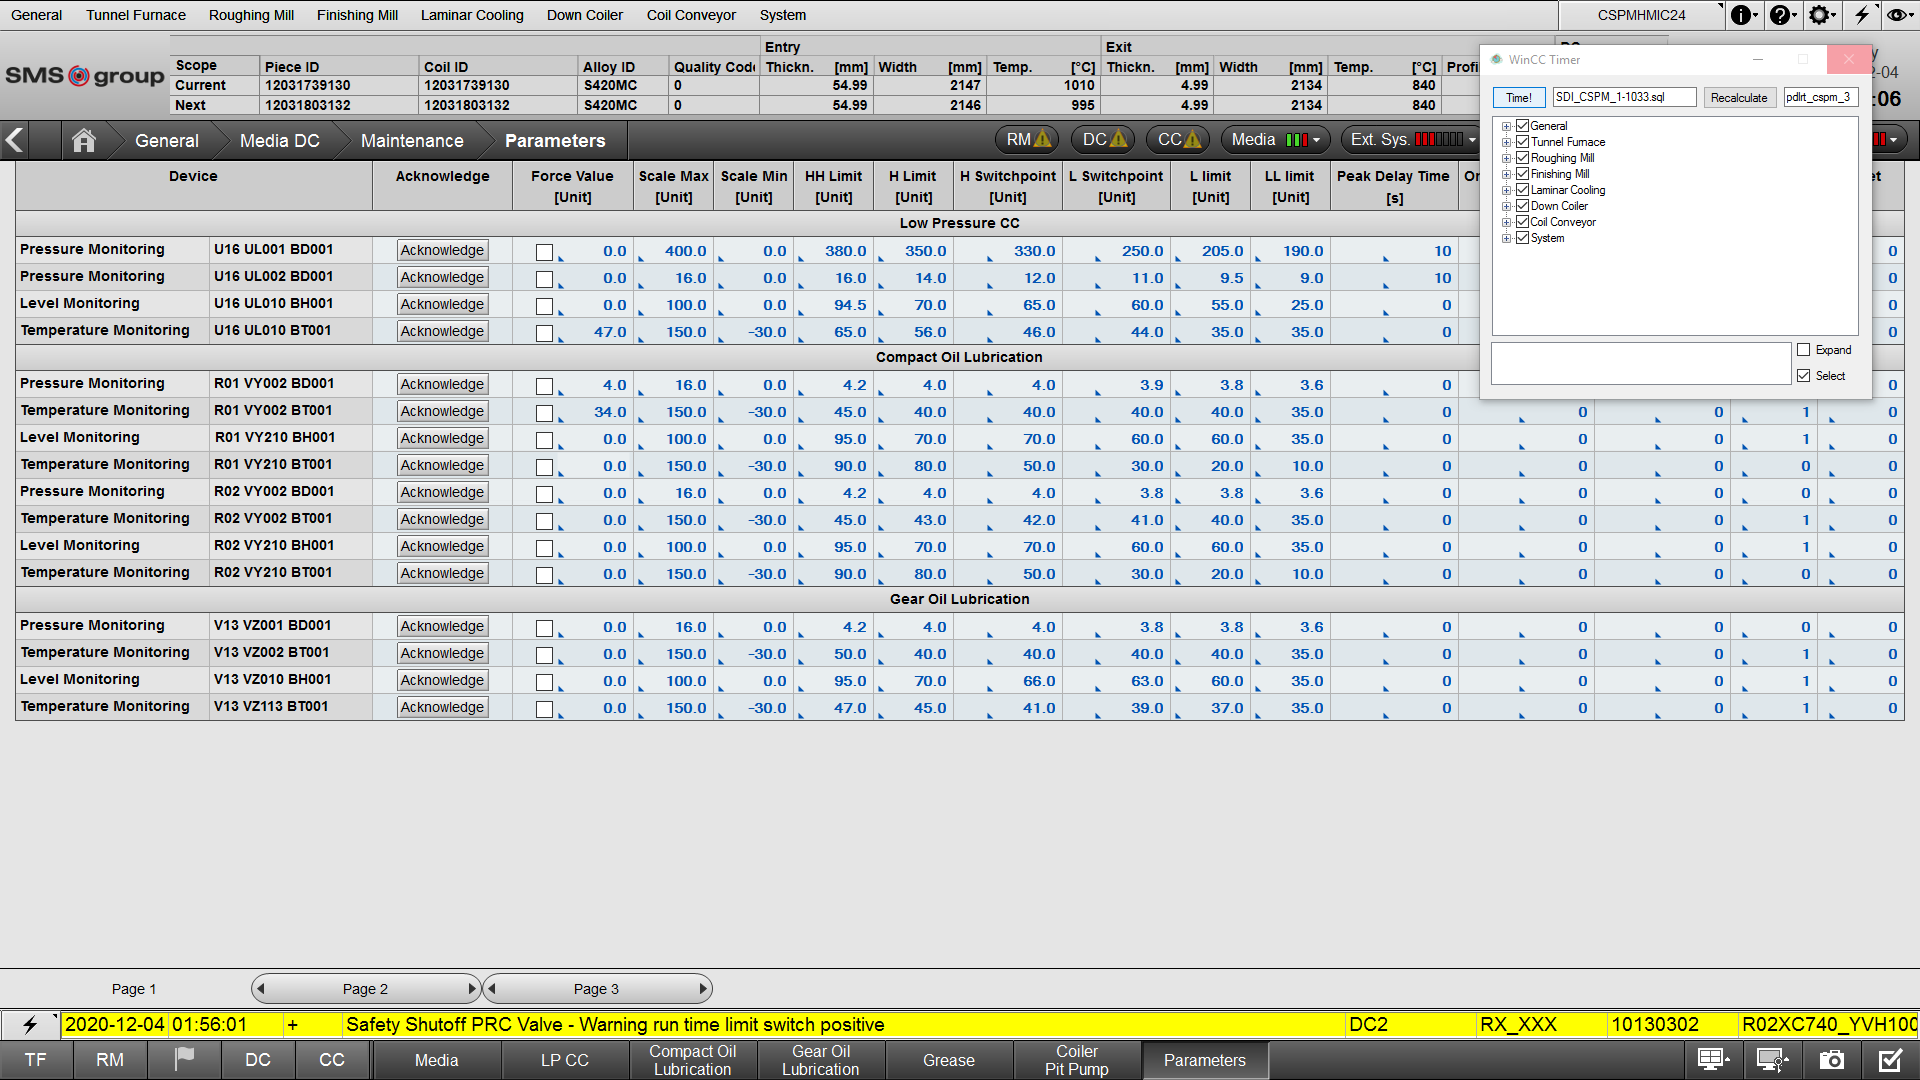 General Tunnel Furnace Roughing Mill Finishing Mill Laminar Cooling Down Coiler Coil Conveyor System CSPMHMIC24
Entry Exit
Scope Piece ID Coil ID Alloy ID Quality Code Thickn. [mm] Width [mm] Temp. [°C] Thickn. [mm] Width [mm] Temp. [°C]
Current 12031739130 12031739130 S420MC 0 54.99 2147 1010 4.99 2134 840
Next 12031803132 12031803132 S420MC 0 54.99 2146 995 4.99 2134 840
SMS group
-04
:06
WinCC Timer
Time! SDI_CSPM_1-1033.sql Recalculate pdlrt_cspm_3
General
Tunnel Furnace
Roughing Mill
Finishing Mill
Laminar Cooling
Down Coiler
Coil Conveyor
System
Expand
Select
General Media DC Maintenance Parameters RM DC CC Media Ext. Sys.
Device Acknowledge Force Value [Unit] Scale Max [Unit] Scale Min [Unit] HH Limit [Unit] H Limit [Unit] H Switchpoint [Unit] L Switchpoint [Unit] L limit [Unit] LL limit [Unit] Peak Delay Time [s]
Low Pressure CC
Pressure Monitoring U16 UL001 BD001 Acknowledge 0.0 400.0 0.0 380.0 350.0 330.0 250.0 205.0 190.0 10 0
Pressure Monitoring U16 UL002 BD001 Acknowledge 0.0 16.0 0.0 16.0 14.0 12.0 11.0 9.5 9.0 10 0
Level Monitoring U16 UL010 BH001 Acknowledge 0.0 100.0 0.0 94.5 70.0 65.0 60.0 55.0 25.0 0 0
Temperature Monitoring U16 UL010 BT001 Acknowledge 47.0 150.0 -30.0 65.0 56.0 46.0 44.0 35.0 35.0 0 0
Compact Oil Lubrication
Pressure Monitoring R01 VY002 BD001 Acknowledge 4.0 16.0 0.0 4.2 4.0 4.0 3.9 3.8 3.6 0 0
Temperature Monitoring R01 VY002 BT001 Acknowledge 34.0 150.0 -30.0 45.0 40.0 40.0 40.0 40.0 35.0 0 0 0 1 0
Level Monitoring R01 VY210 BH001 Acknowledge 0.0 100.0 0.0 95.0 70.0 70.0 60.0 60.0 35.0 0 0 0 1 0
Temperature Monitoring R01 VY210 BT001 Acknowledge 0.0 150.0 -30.0 90.0 80.0 50.0 30.0 20.0 10.0 0 0 0 0 0
Pressure Monitoring R02 VY002 BD001 Acknowledge 0.0 16.0 0.0 4.2 4.0 4.0 3.8 3.8 3.6 0 0 0 0 0
Temperature Monitoring R02 VY002 BT001 Acknowledge 0.0 150.0 -30.0 45.0 43.0 42.0 41.0 40.0 35.0 0 0 0 1 0
Level Monitoring R02 VY210 BH001 Acknowledge 0.0 100.0 0.0 95.0 70.0 70.0 60.0 60.0 35.0 0 0 0 1 0
Temperature Monitoring R02 VY210 BT001 Acknowledge 0.0 150.0 -30.0 90.0 80.0 50.0 30.0 20.0 10.0 0 0 0 0 0
Gear Oil Lubrication
Pressure Monitoring V13 VZ001 BD001 Acknowledge 0.0 16.0 0.0 4.2 4.0 4.0 3.8 3.8 3.6 0 0 0 0 0
Temperature Monitoring V13 VZ002 BT001 Acknowledge 0.0 150.0 -30.0 50.0 40.0 40.0 40.0 40.0 35.0 0 0 0 1 0
Level Monitoring V13 VZ010 BH001 Acknowledge 0.0 100.0 0.0 95.0 70.0 66.0 63.0 60.0 35.0 0 0 0 1 0
Temperature Monitoring V13 VZ113 BT001 Acknowledge 0.0 150.0 -30.0 47.0 45.0 41.0 39.0 37.0 35.0 0 0 0 1 0
Page 1 Page 2 Page 3
2020-12-04 01:56:01 + Safety Shutoff PRC Valve - Warning run time limit switch positive DC2 RX_XXX 10130302 R02XC740_YVH100
TF RM DC CC Media LP CC Compact Oil Lubrication Gear Oil Lubrication Grease Coiler Pit Pump Parameters